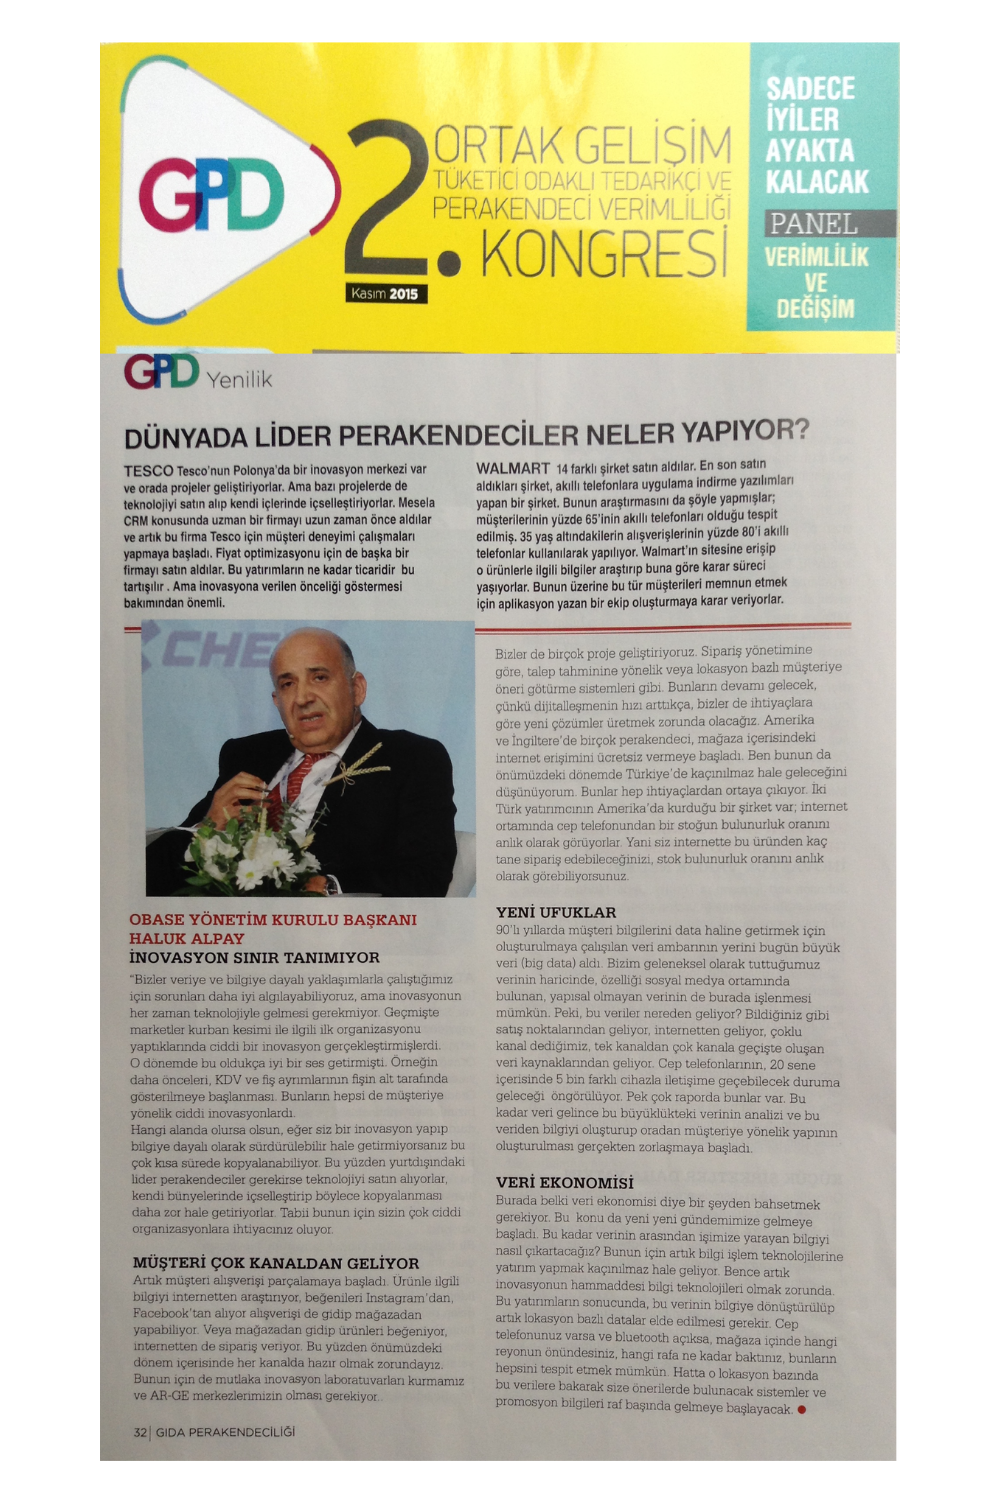 GPD
2. ORTAK GELİŞİM
TÜKETİCİ ODAKLI TEDARİKÇİ VE
PERAKENDECİ VERİMLİLİĞİ
KONGRESİ
Kasım 2015
SADECE
İYİLER
AYAKTA
KALACAK
PANEL
VERİMLİLİK
VE
DEĞİŞİM
GPD Yenilik
DÜNYADA LİDER PERAKENDECİLER NELER YAPIYOR?
TESCO Tesco'nun Polonya'da bir inovasyon merkezi var
ve orada projeler geliştiriyorlar. Ama bazı projelerde de
teknolojiyi satın alıp kendi içlerinde içselleştiriyorlar. Mesela
CRM konusunda uzman bir firmayı uzun zaman önce aldılar
ve artık bu firma Tesco için müşteri deneyimi çalışmaları
yapmaya başladı. Fiyat optimizasyonu için de başka bir
firmayı satın aldılar. Bu yatırımların ne kadar ticaridir bu
tartışılır . Ama inovasyona verilen önceliği göstermesi
bakımından önemli.
WALMART 14 farklı şirket satın aldılar. En son satın
aldıkları şirket, akıllı telefonlara uygulama indirme yazılımları
yapan bir şirket. Bunun araştırmasını da şöyle yapmışlar;
müşterilerinin yüzde 65'inin akıllı telefonları olduğu tespit
edilmiş. 35 yaş altındakilerin alışverişlerinin yüzde 80'i akıllı
telefonlar kullanılarak yapılıyor. Walmart'ın sitesine erişip
o ürünlerle ilgili bilgiler araştırıp buna göre karar süreci
yaşıyorlar. Bunun üzerine bu tür müşterileri memnun etmek
için aplikasyon yazan bir ekip oluşturmaya karar veriyorlar.
CHE
OBASE YÖNETİM KURULU BAŞKANI
HALUK ALPAY
İNOVASYON SINIR TANIMIYOR
"Bizler veriye ve bilgiye dayalı yaklaşımlarla çalıştığımız
için sorunları daha iyi algılayabiliyoruz, ama inovasyonun
her zaman teknolojiyle gelmesi gerekmiyor. Geçmişte
marketler kurban kesimi ile ilgili ilk organizasyonu
yaptıklarında ciddi bir inovasyon gerçekleştirmişlerdi.
O dönemde bu oldukça iyi bir ses getirmişti. Örneğin
daha önceleri, KDV ve fiş ayrımlarının fişin alt tarafında
gösterilmeye başlanması. Bunların hepsi de müşteriye
yönelik ciddi inovasyonlardı.
Hangi alanda olursa olsun, eğer siz bir inovasyon yapıp
bilgiye dayalı olarak sürdürülebilir hale getirmiyorsanız bu
çok kısa sürede kopyalanabiliyor. Bu yüzden yurtdışındaki
lider perakendeciler gerekirse teknolojiyi satın alıyorlar,
kendi bünyelerinde içselleştirip böylece kopyalanması
daha zor hale getiriyorlar. Tabii bunun için sizin çok ciddi
organizasyonlara ihtiyacınız oluyor.
MÜŞTERİ ÇOK KANALDAN GELİYOR
Artık müşteri alışverişi parçalamaya başladı. Ürünle ilgili
bilgiyi internetten araştırıyor, beğenileri Instagram'dan,
Facebook'tan alıyor alışverişi de gidip mağazadan
yapabiliyor. Veya mağazadan gidip ürünleri beğeniyor,
internetten de sipariş veriyor. Bu yüzden önümüzdeki
dönem içerisinde her kanalda hazır olmak zorundayız.
Bunun için de mutlaka inovasyon laboratuvarları kurmamız
ve AR-GE merkezlerimizin olması gerekiyor.
Bizler de birçok proje geliştiriyoruz. Sipariş yönetimine
göre, talep tahminine yönelik veya lokasyon bazlı müşteriye
öneri götürme sistemleri gibi. Bunların devamı gelecek,
çünkü dijitalleşmenin hızı arttıkça, bizler de ihtiyaçlara
göre yeni çözümler üretmek zorunda olacağız. Amerika
ve İngiltere'de birçok perakendeci, mağaza içerisindeki
internet erişimini ücretsiz vermeye başladı. Ben bunun da
önümüzdeki dönemde Türkiye'de kaçınılmaz hale geleceğini
düşünüyorum. Bunlar hep ihtiyaçlardan ortaya çıkıyor. İki
Türk yatırımcının Amerika'da kurduğu bir şirket var; internet
ortamında cep telefonundan bir stoğun bulunurluk oranını
anlık olarak görüyorlar. Yani siz internette bu üründen kaç
tane sipariş edebileceğinizi, stok bulunurluk oranını anlık
olarak görebiliyorsunuz.
YENİ UFUKLAR
90'lı yıllarda müşteri bilgilerini data haline getirmek için
oluşturulmaya çalışılan veri ambarının yerini bugün büyük
veri (big data) aldı. Bizim geleneksel olarak tuttuğumuz
verinin haricinde, özelliği sosyal medya ortamında
bulunan, yapısal olmayan verinin de burada işlenmesi
mümkün. Peki, bu veriler nereden geliyor? Bildiğiniz gibi
satış noktalarından geliyor, internetten geliyor, çoklu
kanal dediğimiz, tek kanaldan çok kanala geçişte oluşan
veri kaynaklarından geliyor. Cep telefonlarının, 20 sene
içerisinde 5 bin farklı cihazla iletişime geçebilecek duruma
geleceği öngörülüyor. Pek çok raporda bunlar var. Bu
kadar veri gelince bu büyüklükteki verinin analizi ve bu
veriden bilgiyi oluşturup oradan müşteriye yönelik yapının
oluşturulması gerçekten zorlaşmaya başladı.
VERİ EKONOMİSİ
Burada belki veri ekonomisi diye bir şeyden bahsetmek
gerekiyor. Bu konu da yeni yeni gündemimize gelmeye
başladı. Bu kadar verinin arasından işimize yarayan bilgiyi
nasıl çıkartacağız? Bunun için artık bilgi işlem teknolojilerine
yatırım yapmak kaçınılmaz hale geliyor. Bence artık
inovasyonun hammaddesi bilgi teknolojileri olmak zorunda.
Bu yatırımların sonucunda, bu verinin bilgiye dönüştürülüp
artık lokasyon bazlı datalar elde edilmesi gerekir. Cep
telefonunuz varsa ve bluetooth açıksa, mağaza içinde hangi
reyonun önündesiniz, hangi rafa ne kadar baktınız, bunların
hepsini tespit etmek mümkün. Hatta o lokasyon bazında
bu verilere bakarak size önerilerde bulunacak sistemler ve
promosyon bilgileri raf başında gelmeye başlayacak.
32| GIDA PERAKENDECİLİĞİ